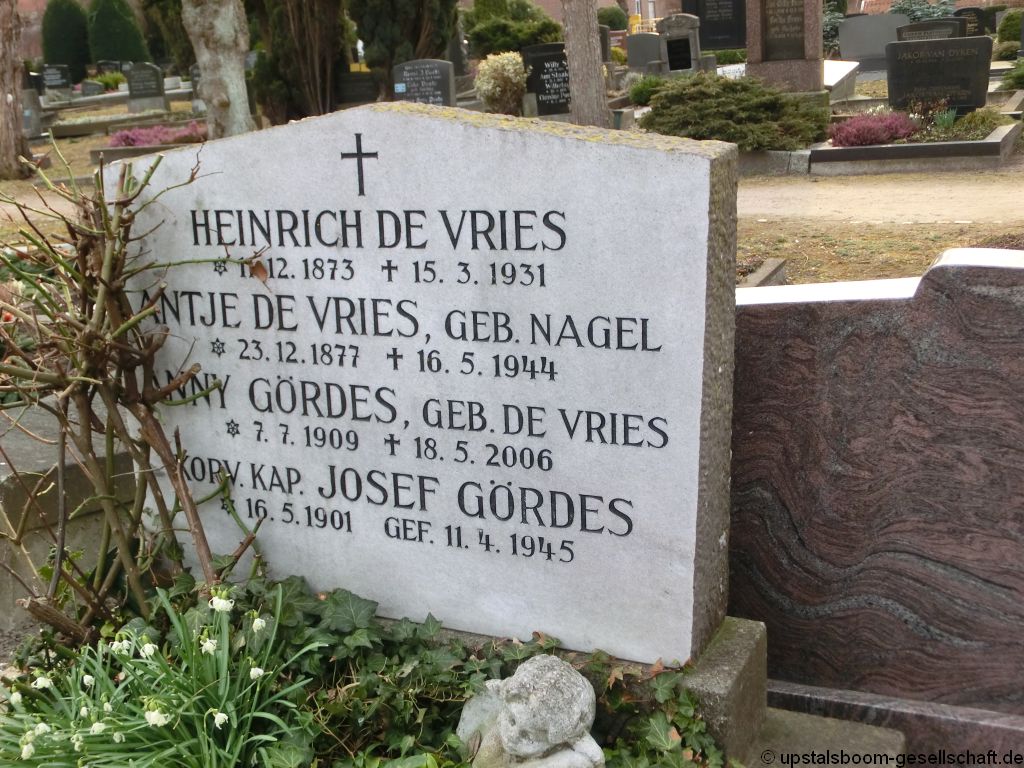 HEINRICH DE VRIES
12. 1873 ✝ 15. 3. 1931
ANTJE DE VRIES, GEB. NAGEL
✡ 23. 12. 1877 ✝ 16. 5. 1944
ANNY GÖRDES, GEB. DE VRIES
✡ 7. 7. 1909 ✝ 18. 5. 2006
KORV. KAP. JOSEF GÖRDES
16. 5. 1901 GEF. 11. 4. 1945
VAN DYKEN
© upstalsboom-gesellschaft.de